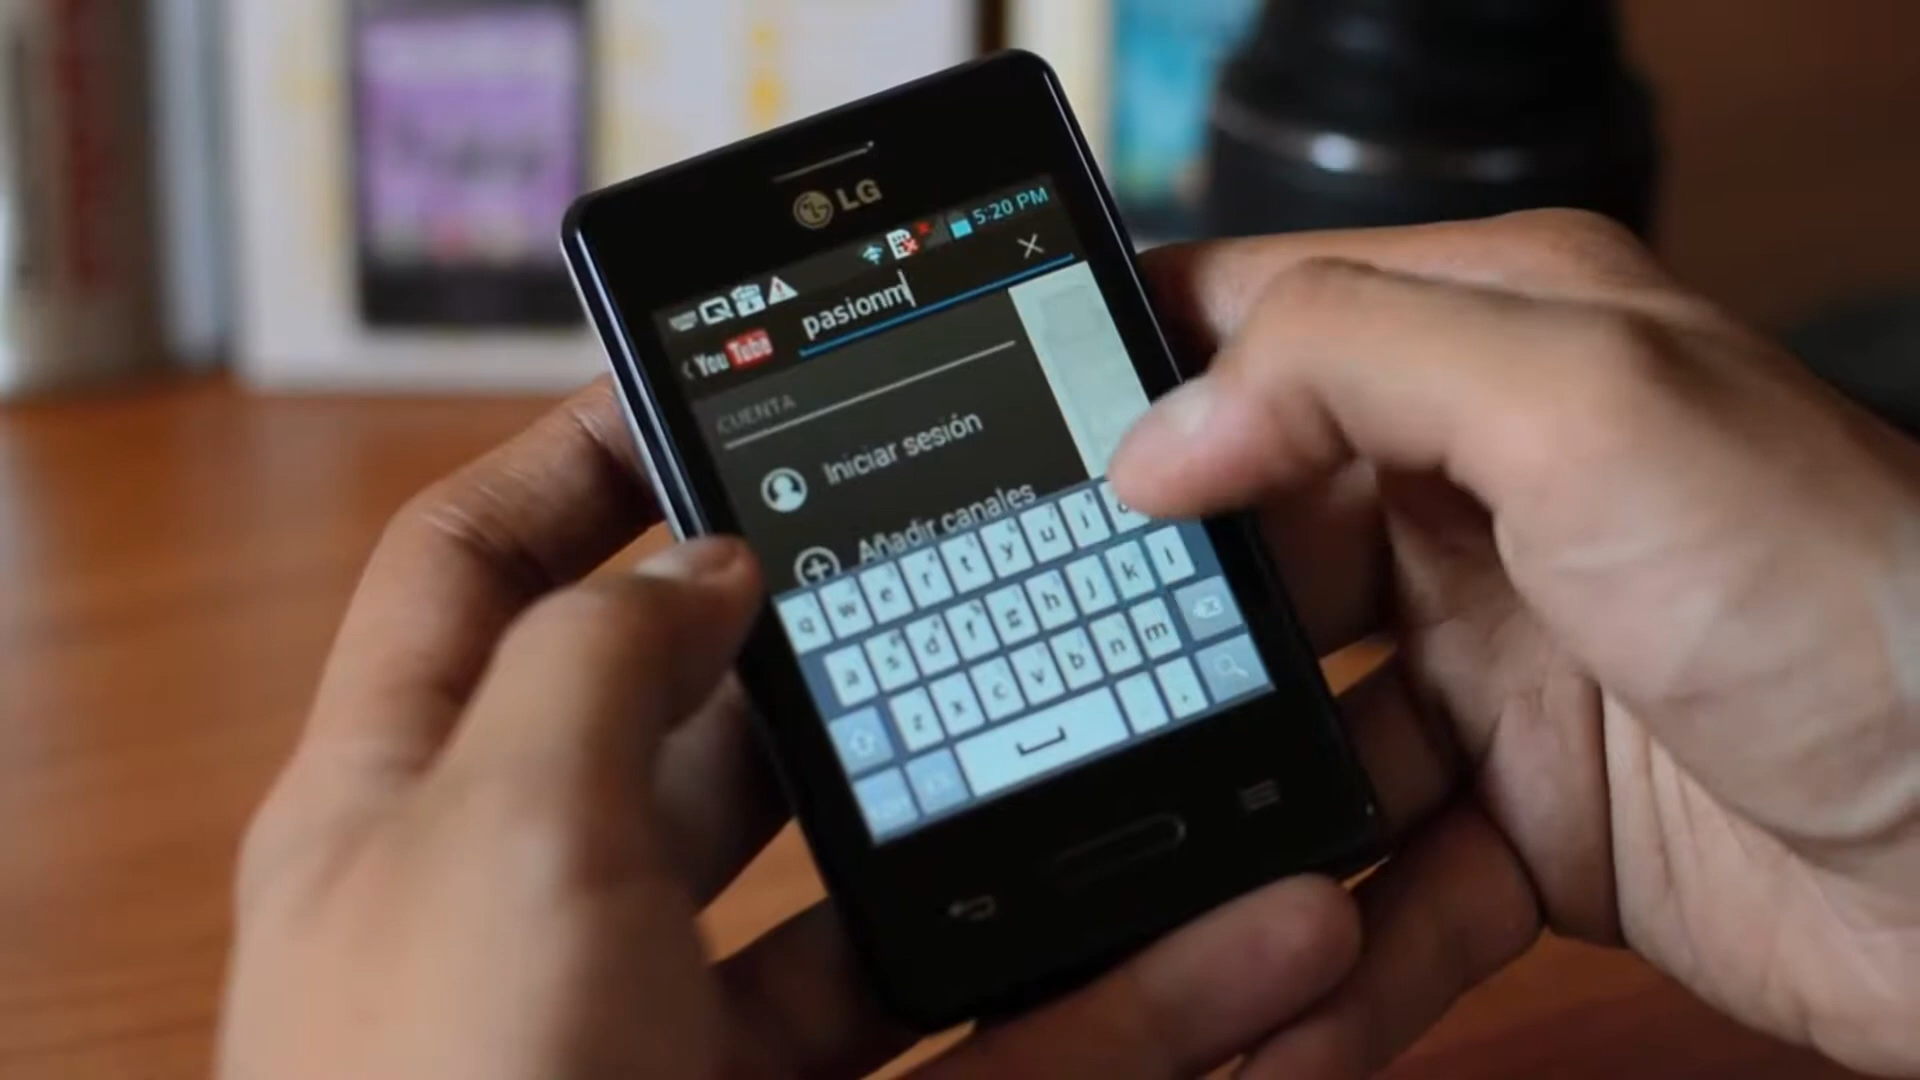 LG
5:20 PM
YouTube
pasionm
CUENTA
Iniciar sesión
Añadir canales
q w e r t y u i
a s d f g h j k l
z x c v b n m
. ,